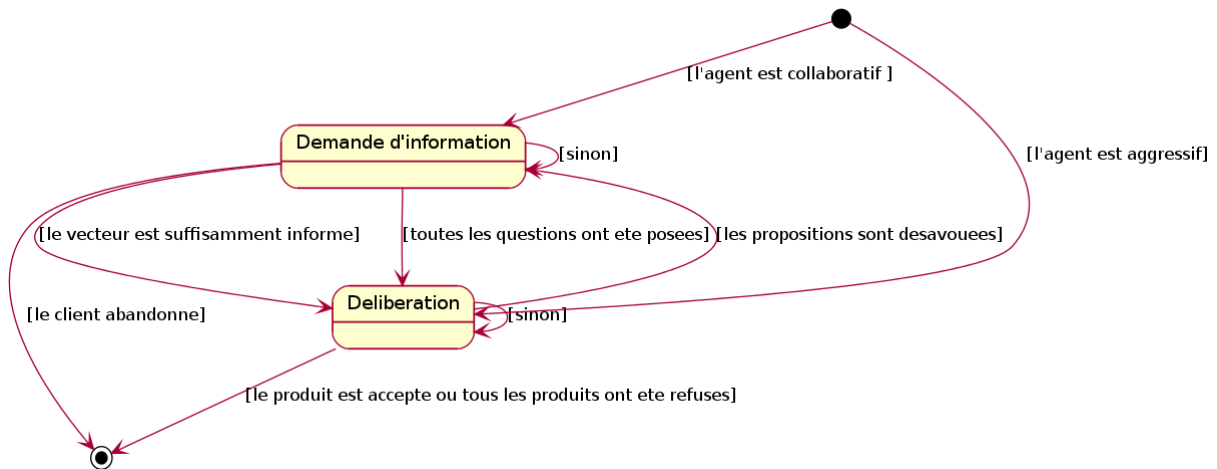 [l'agent est collaboratif ]
Demande d'information
[sinon]
[l'agent est aggressif]
[le vecteur est suffisamment informe]
[toutes les questions ont ete posees]
[les propositions sont desavouees]
Deliberation
[le client abandonne]
[sinon]
[le produit est accepte ou tous les produits ont ete refuses]